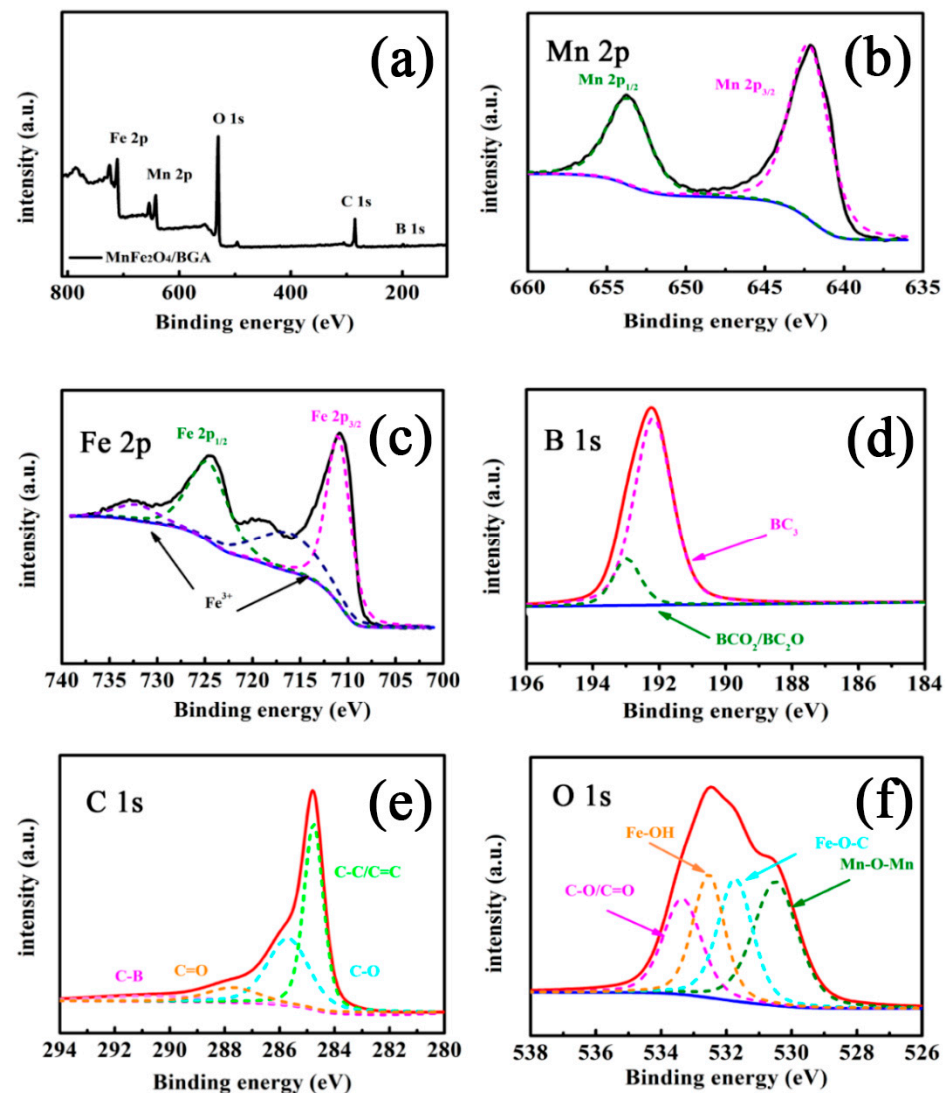 (a)
intensity (a.u.)
Fe 2p
Mn 2p
O 1s
C 1s
B 1s
MnFe₂O₄/BGA
800 600 400 200
Binding energy (eV)
(b)
Mn 2p
intensity (a.u.)
Mn 2p₁/₂
Mn 2p₃/₂
660 655 650 645 640 635
Binding energy (eV)
(c)
Fe 2p
intensity (a.u.)
Fe 2p₁/₂
Fe 2p₃/₂
Fe³⁺
740 735 730 725 720 715 710 705 700
Binding energy (eV)
(d)
B 1s
intensity (a.u.)
BC₃
BCO₂/BC₂O
196 194 192 190 188 186 184
Binding energy (eV)
(e)
C 1s
intensity (a.u.)
C-C/C=C
C-B
C=O
C-O
294 292 290 288 286 284 282 280
Binding energy (eV)
(f)
O 1s
intensity (a.u.)
Fe-OH
Fe-O-C
Mn-O-Mn
C-O/C=O
538 536 534 532 530 528 526
Binding energy (eV)